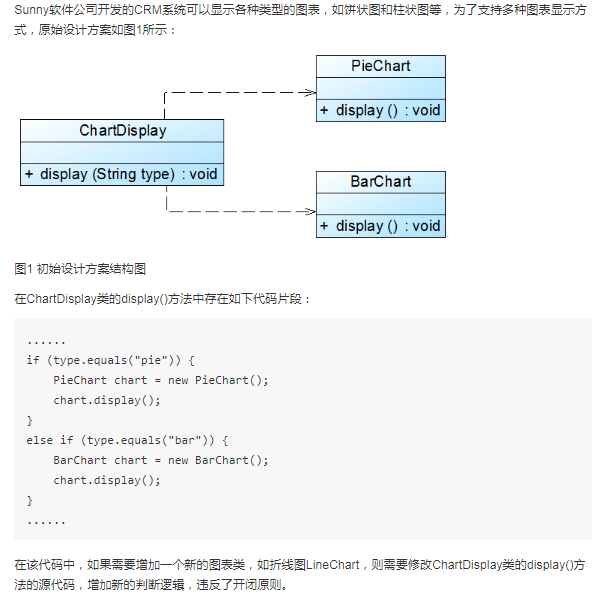 Sunny软件公司开发的CRM系统可以显示各种类型的图表，如饼状图和柱状图等，为了支持多种图表显示方
式，原始设计方案如图1所示：
PieChart
+ display () : void
ChartDisplay
+ display (String type) : void
BarChart
+ display () : void
图1 初始设计方案结构图
在ChartDisplay类的display()方法中存在如下代码片段：
......
if (type.equals("pie")) {
    PieChart chart = new PieChart();
    chart.display();
}
else if (type.equals("bar")) {
    BarChart chart = new BarChart();
    chart.display();
}
......
在该代码中，如果需要增加一个新的图表类，如折线图LineChart，则需要修改ChartDisplay类的display()方
法的源代码，增加新的判断逻辑，违反了开闭原则。